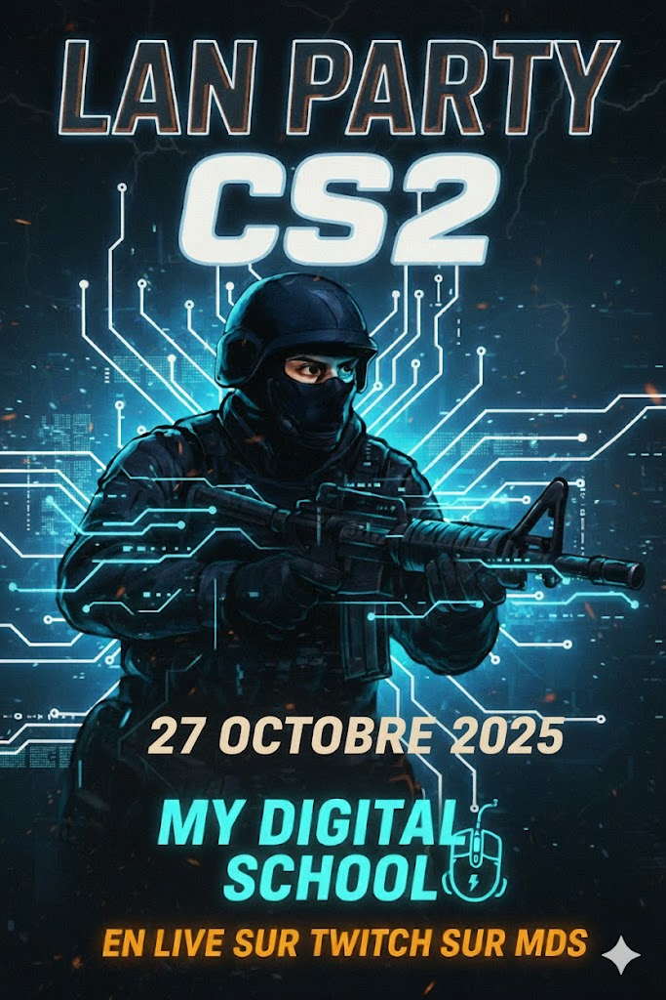 LAN PARTY
CS2
27 OCTOBRE 2025
MY DIGITAL
SCHOOL
EN LIVE SUR TWITCH SUR MDS